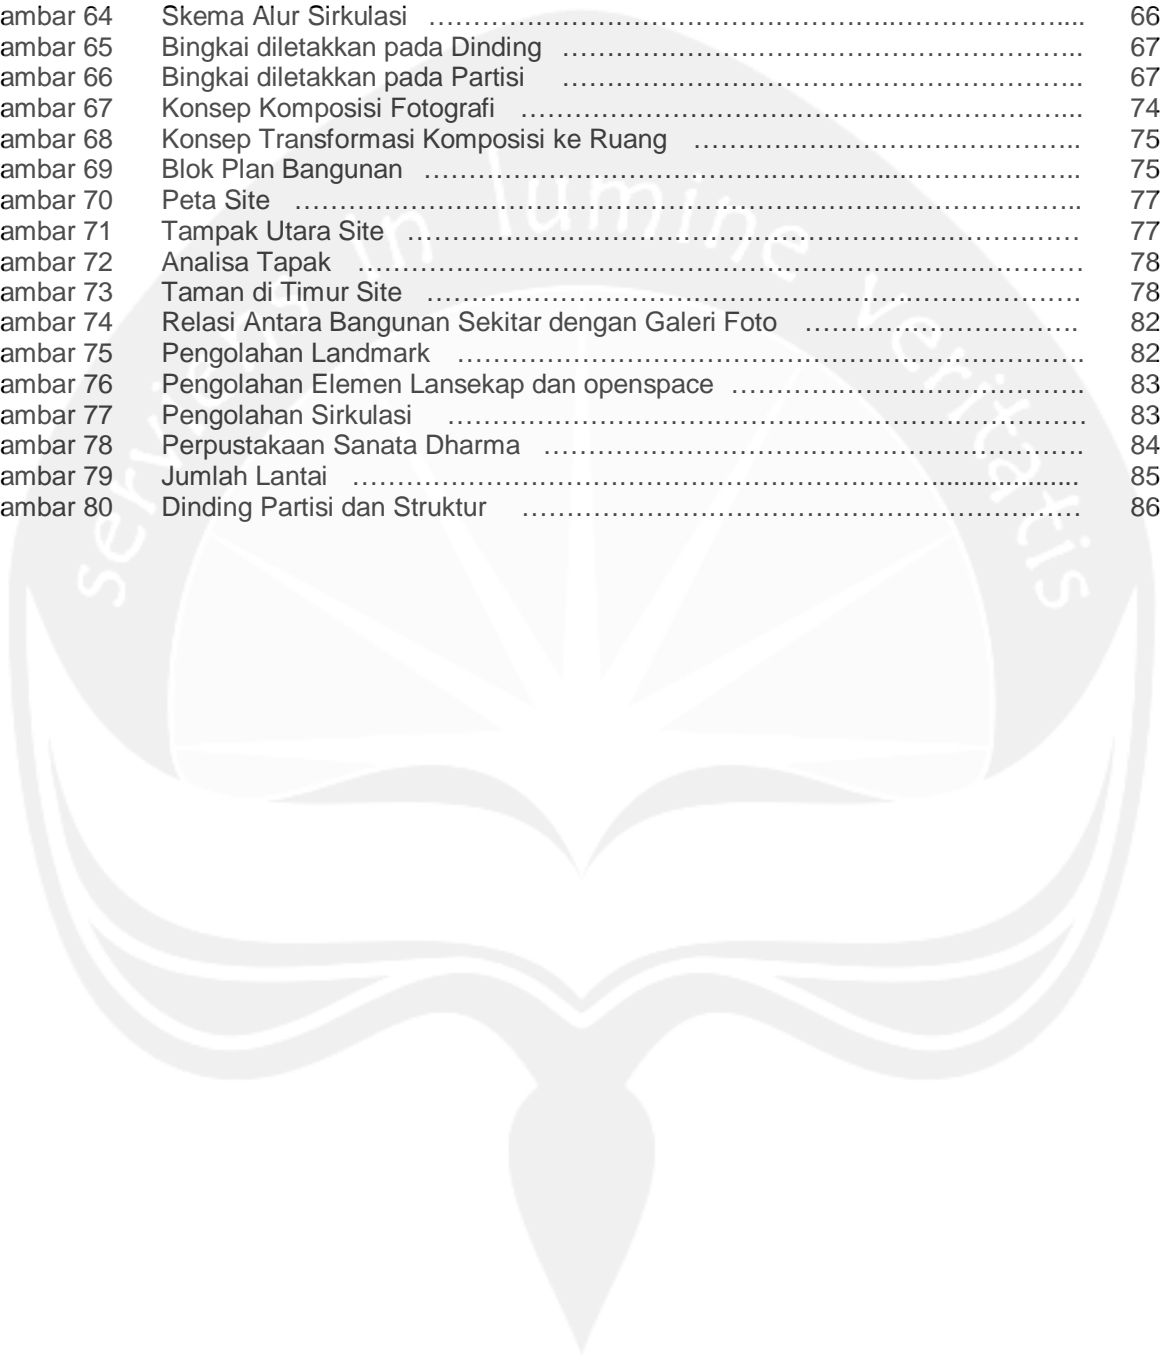 ambar 64 Skema Alur Sirkulasi ……………………………………………………………….... 66
ambar 65 Bingkai diletakkan pada Dinding ………………………………………………….. 67
ambar 66 Bingkai diletakkan pada Partisi ………………………………………………….. 67
ambar 67 Konsep Komposisi Fotografi ……………………………………………………….... 74
ambar 68 Konsep Transformasi Komposisi ke Ruang …………………………………….. 75
ambar 69 Blok Plan Bangunan ……………………………………………………………….. 75
ambar 70 Peta Site …………………………………………………………………………….. 77
ambar 71 Tampak Utara Site ………………………………………………………………… 77
ambar 72 Analisa Tapak ……………………………………………………………………… 78
ambar 73 Taman di Timur Site ………………………………………………………………. 78
ambar 74 Relasi Antara Bangunan Sekitar dengan Galeri Foto ………………………. 82
ambar 75 Pengolahan Landmark ……………………………………………………………. 82
ambar 76 Pengolahan Elemen Lansekap dan openspace …………………………………. 83
ambar 77 Pengolahan Sirkulasi ……………………………………………………………… 83
ambar 78 Perpustakaan Sanata Dharma ……………………………………………………. 84
ambar 79 Jumlah Lantai ………………………………………………………................... 85
ambar 80 Dinding Partisi dan Struktur ……………………………………………………. 86
serviens in lumine veritatis